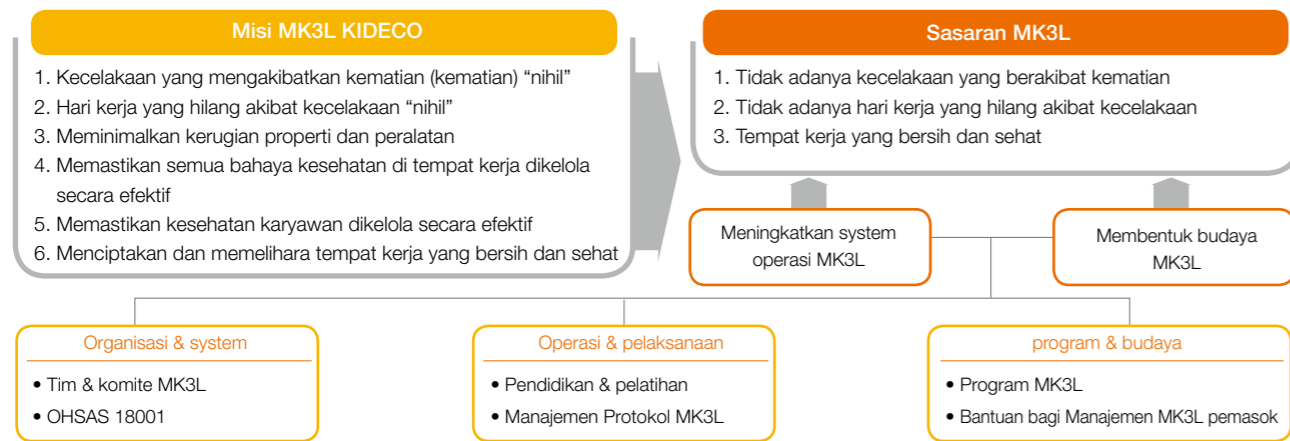 Misi MK3L KIDECO
1. Kecelakaan yang mengakibatkan kematian (kematian) “nihil”
2. Hari kerja yang hilang akibat kecelakaan “nihil”
3. Meminimalkan kerugian properti dan peralatan
4. Memastikan semua bahaya kesehatan di tempat kerja dikelola
secara efektif
5. Memastikan kesehatan karyawan dikelola secara efektif
6. Menciptakan dan memelihara tempat kerja yang bersih dan sehat
Sasaran MK3L
1. Tidak adanya kecelakaan yang berakibat kematian
2. Tidak adanya hari kerja yang hilang akibat kecelakaan
3. Tempat kerja yang bersih dan sehat
Meningkatkan system
operasi MK3L
Membentuk budaya
MK3L
Organisasi & system
• Tim & komite MK3L
• OHSAS 18001
Operasi & pelaksanaan
• Pendidikan & pelatihan
• Manajemen Protokol MK3L
program & budaya
• Program MK3L
• Bantuan bagi Manajemen MK3L pemasok